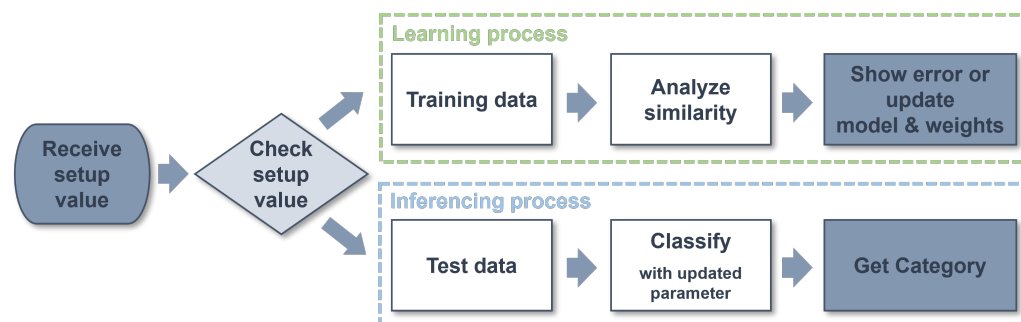 Learning process
Training data
Analyze
similarity
Show error or
update
model & weights
Receive
setup
value
Check
setup
value
Inferencing process
Test data
Classify
with updated
parameter
Get Category